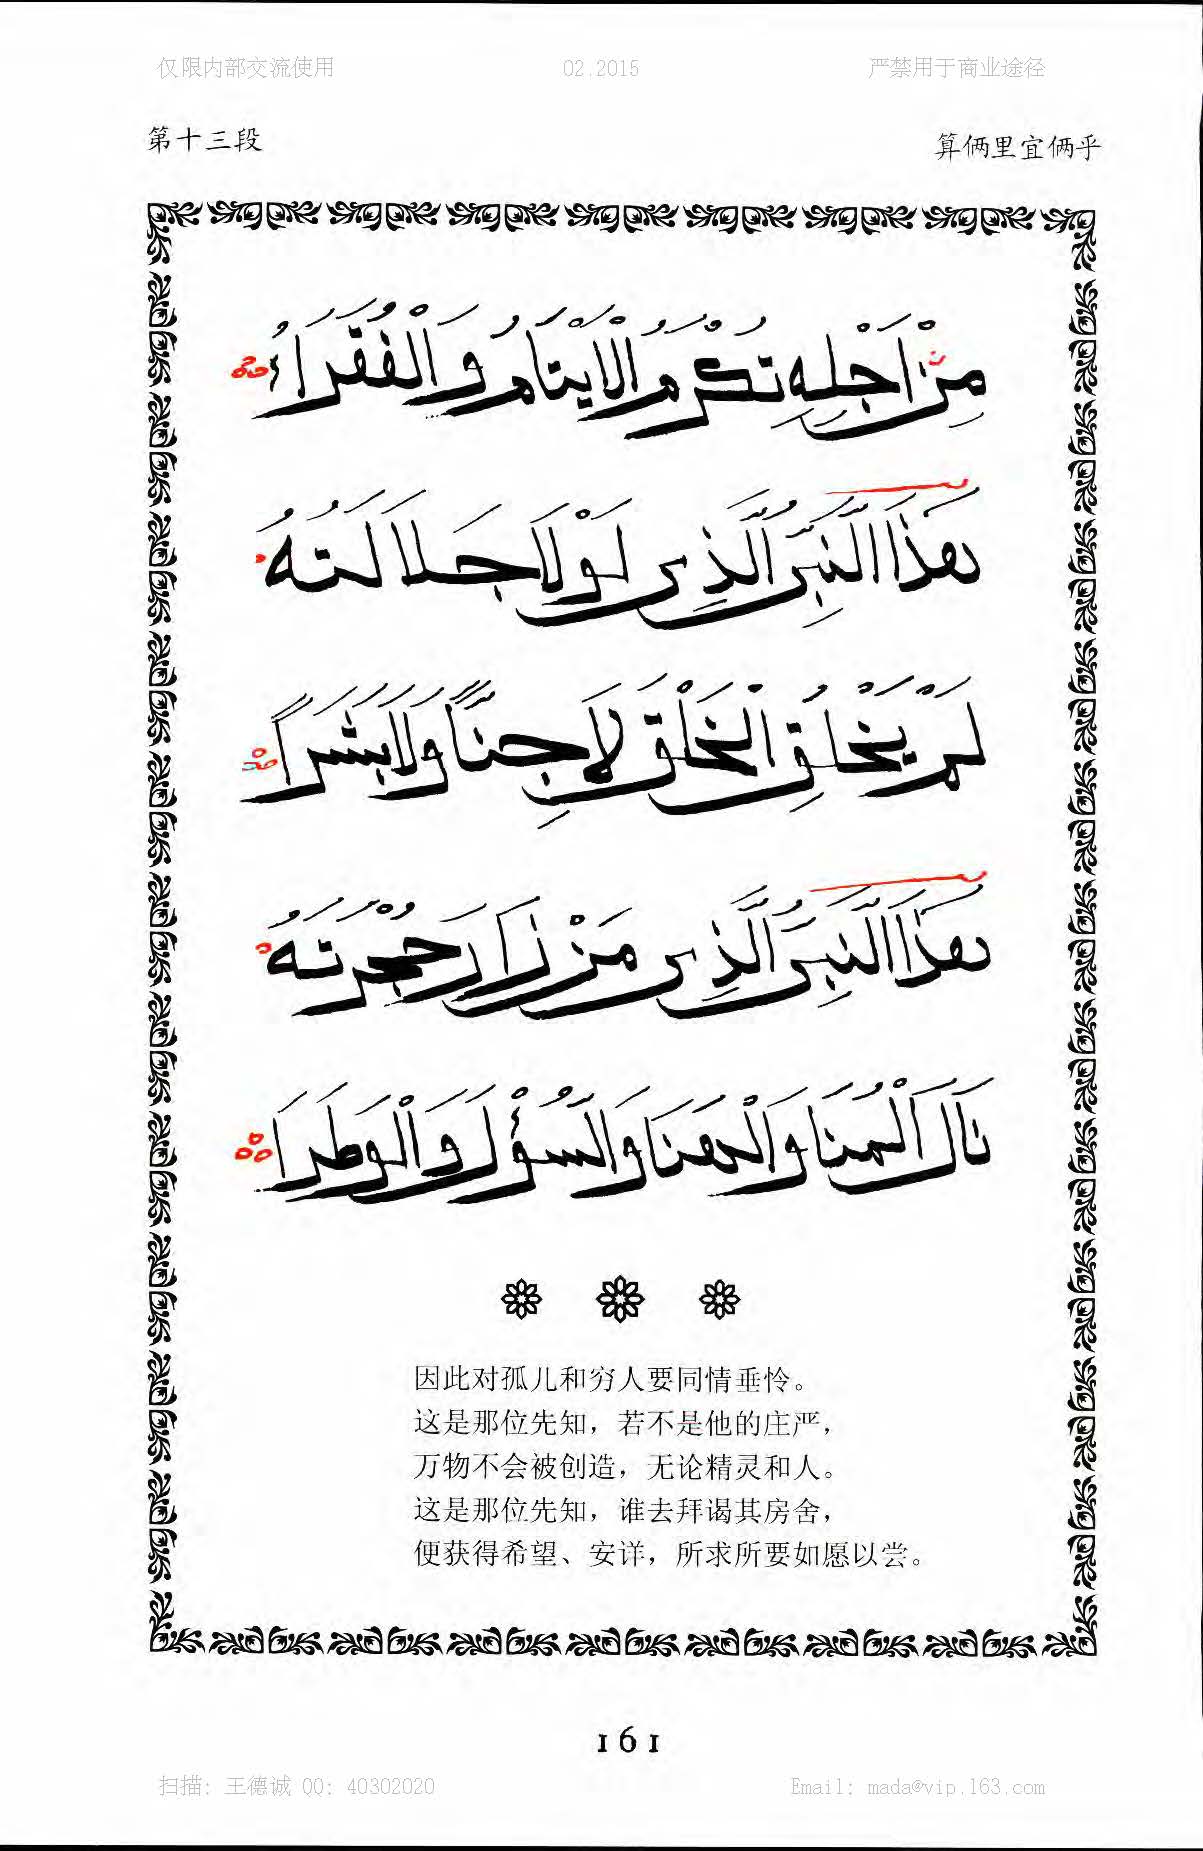 仅限内部交流使用 02.2015 严禁用于商业途径
第十三段 算俩里宜俩乎
مِنْ اَجْلِهِ تُكْرَمُ الْاَيْتَامُ وَالْفُقَرَاءُ
هَذَا النَّبِيُّ الَّذِي لَوْلَا جَلَالَتُهُ
لَمْ يَخْلُقِ الْخَلْقَ لَا جِنًّا وَلَا بَشَرًا
هَذَا النَّبِيُّ الَّذِي مَنْ زَارَ حُجْرَتَهُ
نَالَ الْمُنَا وَالْهَنَا وَالسُّؤْلَ وَالْوَطَرَا
因此对孤儿和穷人要同情垂怜。
这是那位先知，若不是他的庄严，
万物不会被创造，无论精灵和人。
这是那位先知，谁去拜谒其房舍，
便获得希望、安详，所求所要如愿以尝。
161
扫描: 王德诚 QQ: 40302020 Email: mada@vip.163.com